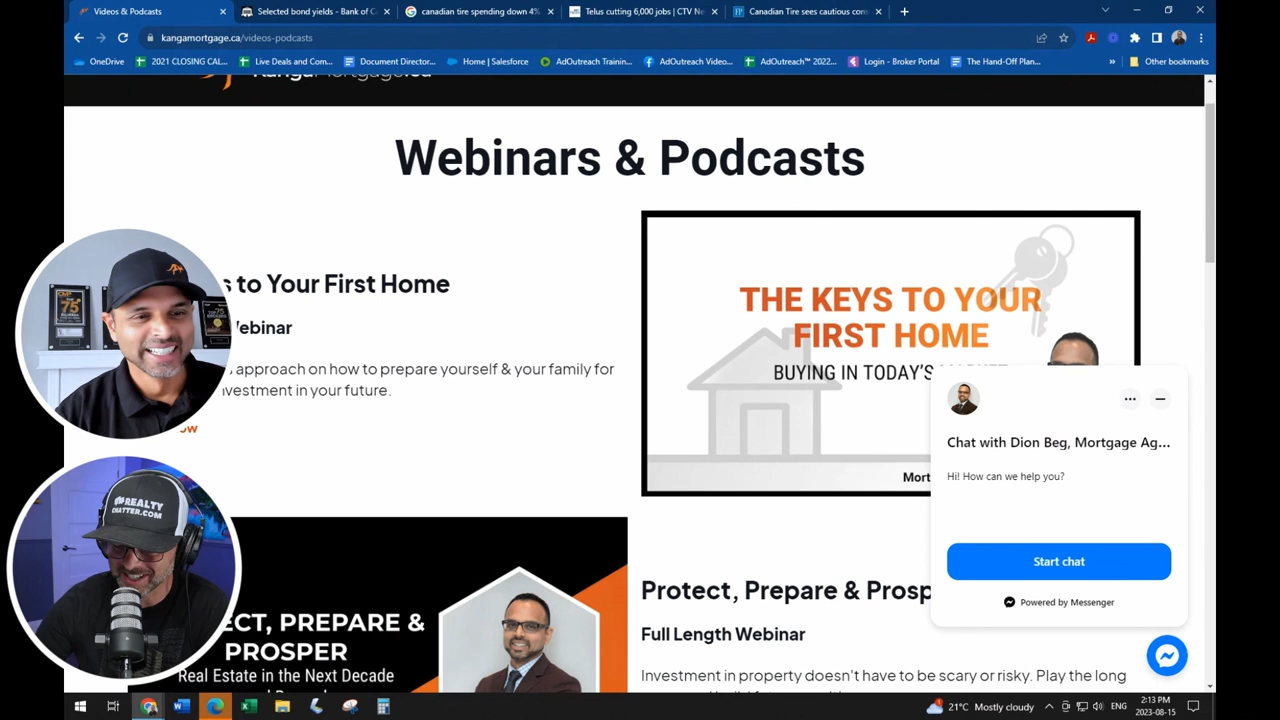 Videos & Podcasts
Selected bond yields - Bank of C
canadian tire spending down 4%
Telus cutting 6,000 jobs | CTV Ne
Canadian Tire sees cautious con
kangamortgage.ca/videos-podcasts
OneDrive
2021 CLOSING CAL...
Live Deals and Com...
Document Director...
Home | Salesforce
AdOutreach Training...
AdOutreach Video...
AdOutreach™ 2022...
Login - Broker Portal
The Hand-Off Plan...
Other bookmarks
Webinars & Podcasts
s to Your First Home
Webinar
approach on how to prepare yourself & your family for
nvestment in your future.
ow
THE KEYS TO YOUR
FIRST HOME
BUYING IN TODAY'S
Mort
TOP
75
REALTY
CHATTER.COM
ECT, PREPARE &
PROSPER
Real Estate in the Next Decade
Protect, Prepare & Prosp
Full Length Webinar
Investment in property doesn't have to be scary or risky. Play the long
Chat with Dion Beg, Mortgage Ag...
Hi! How can we help you?
Start chat
Powered by Messenger
21°C Mostly cloudy
ENG
2:13 PM
2023-08-15